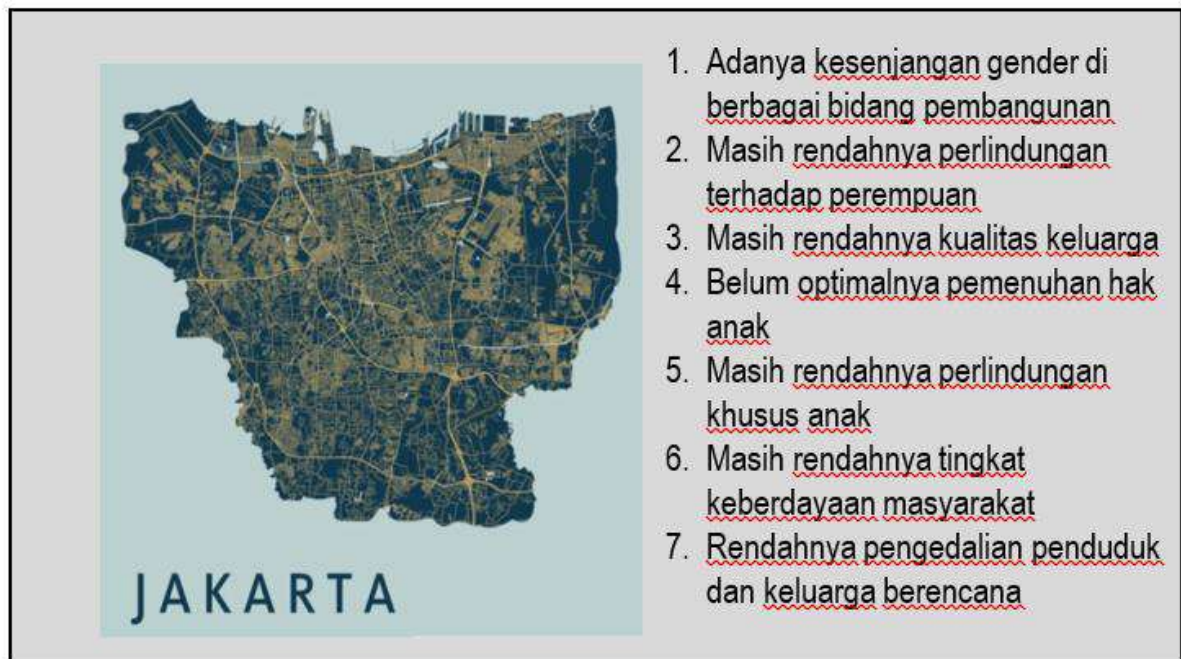 1. Adanya kesenjangan gender di
berbagai bidang pembangunan
2. Masih rendahnya perlindungan
terhadap perempuan
3. Masih rendahnya kualitas keluarga
4. Belum optimalnya pemenuhan hak
anak
5. Masih rendahnya perlindungan
khusus anak
6. Masih rendahnya tingkat
keberdayaan masyarakat
7. Rendahnya pengedalian penduduk
dan keluarga berencana
JAKARTA